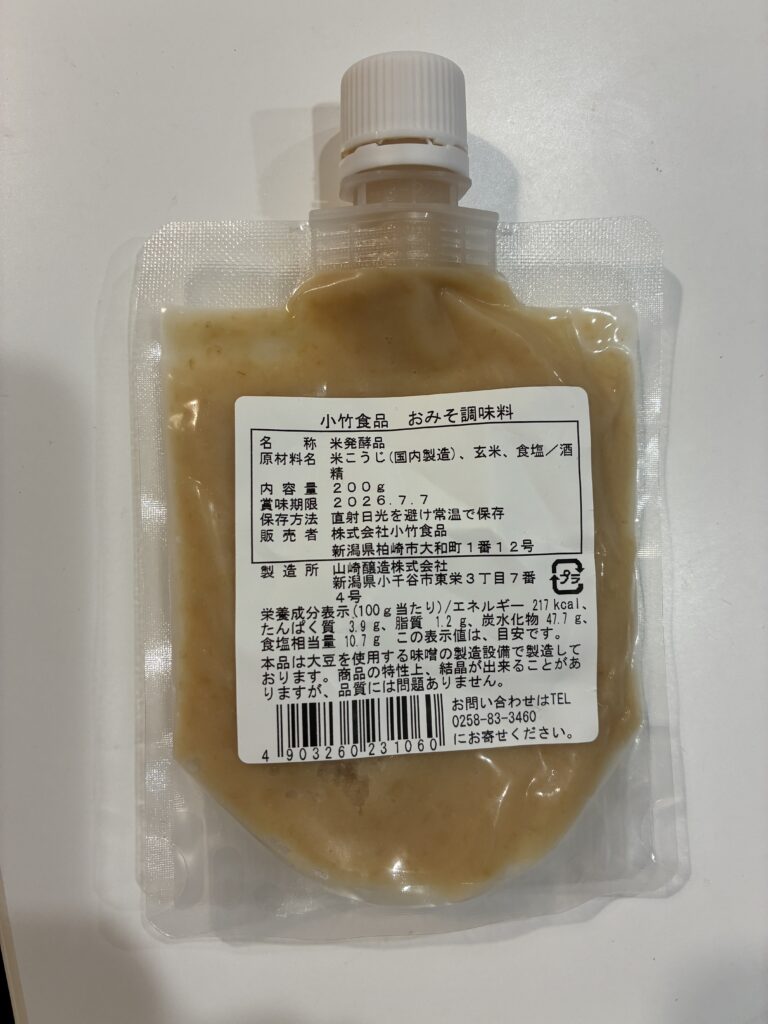 小竹食品　おみそ調味料
名　　称　米発酵品
原材料名　米こうじ(国内製造)、玄米、食塩／酒
精
内 容 量　２００ｇ
賞味期限　２０２６.７.７
保存方法　直射日光を避け常温で保存
販 売 者　株式会社小竹食品
新潟県柏崎市大和町１番１２号
製 造 所　山崎醸造株式会社
新潟県小千谷市東栄３丁目７番
４号
プラ
栄養成分表示(100ｇ当たり)/エネルギー 217 kcal、
たんぱく質 3.9 g、脂質 1.2 g、炭水化物 47.7 g、
食塩相当量 10.7 g　この表示値は、目安です。
本品は大豆を使用する味噌の製造設備で製造して
おります。商品の特性上、結晶が出来ることがあ
りますが、品質には問題ありません。
お問い合わせはTEL
0258-83-3460
にお寄せください。
4 903260 231060